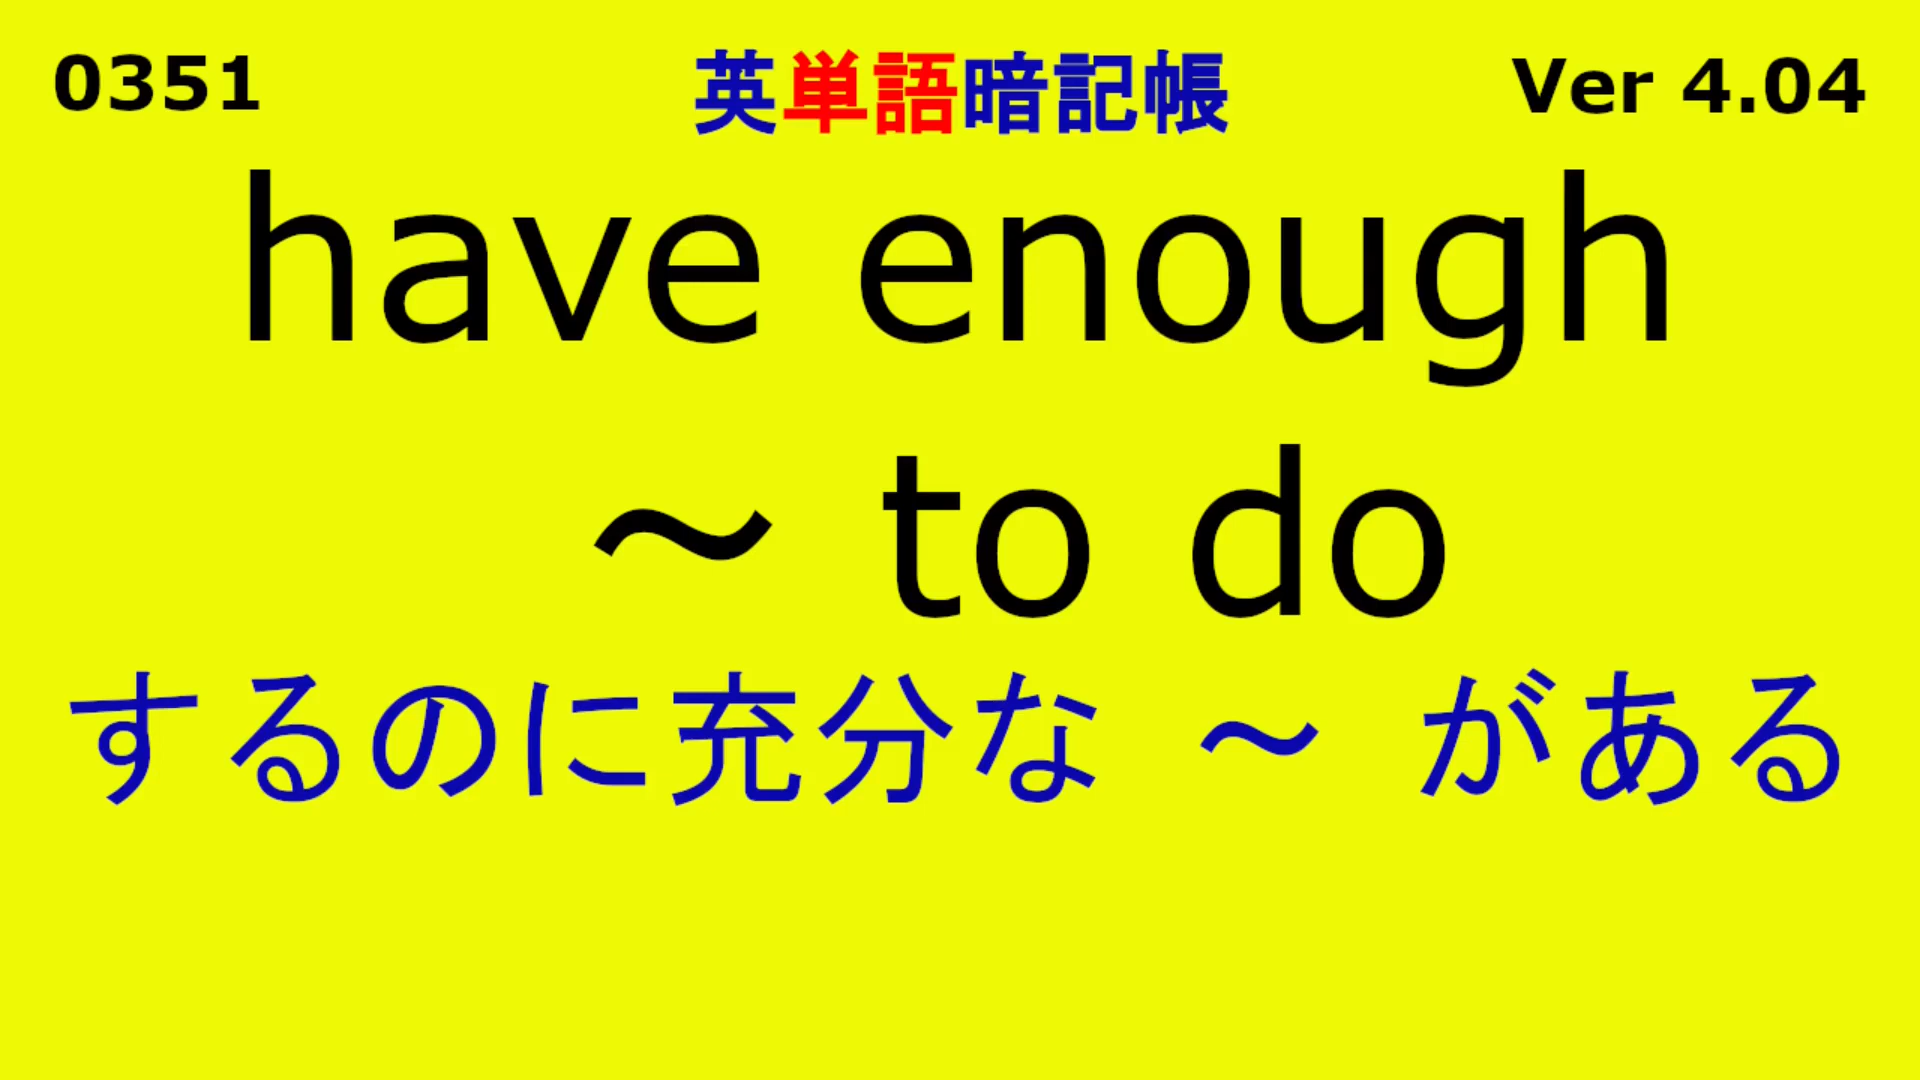 0351 英単語暗記帳 Ver 4.04
have enough
～ to do
するのに充分な ～ がある